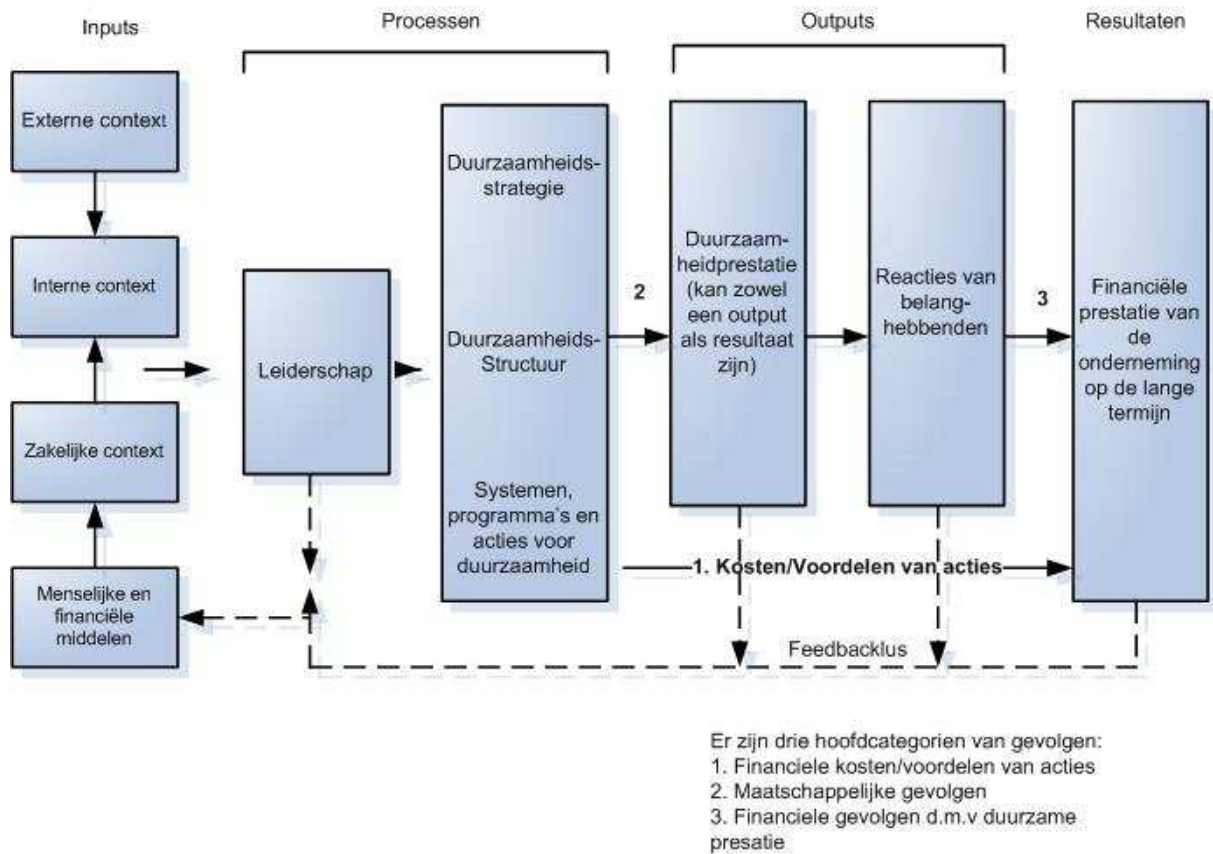 Inputs
Processen
Outputs
Resultaten
Externe context
Interne context
Zakelijke context
Menselijke en
financiële
middelen
Leiderschap
Duurzaamheids-
strategie
Duurzaamheids-
Structuur
Systemen,
programma's en
acties voor
duurzaamheid
2
Duurzaam-
heidprestatie
(kan zowel
een output
als resultaat
zijn)
Reacties van
belang-
hebbenden
3
Financiële
prestatie van
de
onderneming
op de lange
termijn
1. Kosten/Voordelen van acties
Feedbacklus
Er zijn drie hoofdcategorien van gevolgen:
1. Financiele kosten/voordelen van acties
2. Maatschappelijke gevolgen
3. Financiele gevolgen d.m.v duurzame
presatie